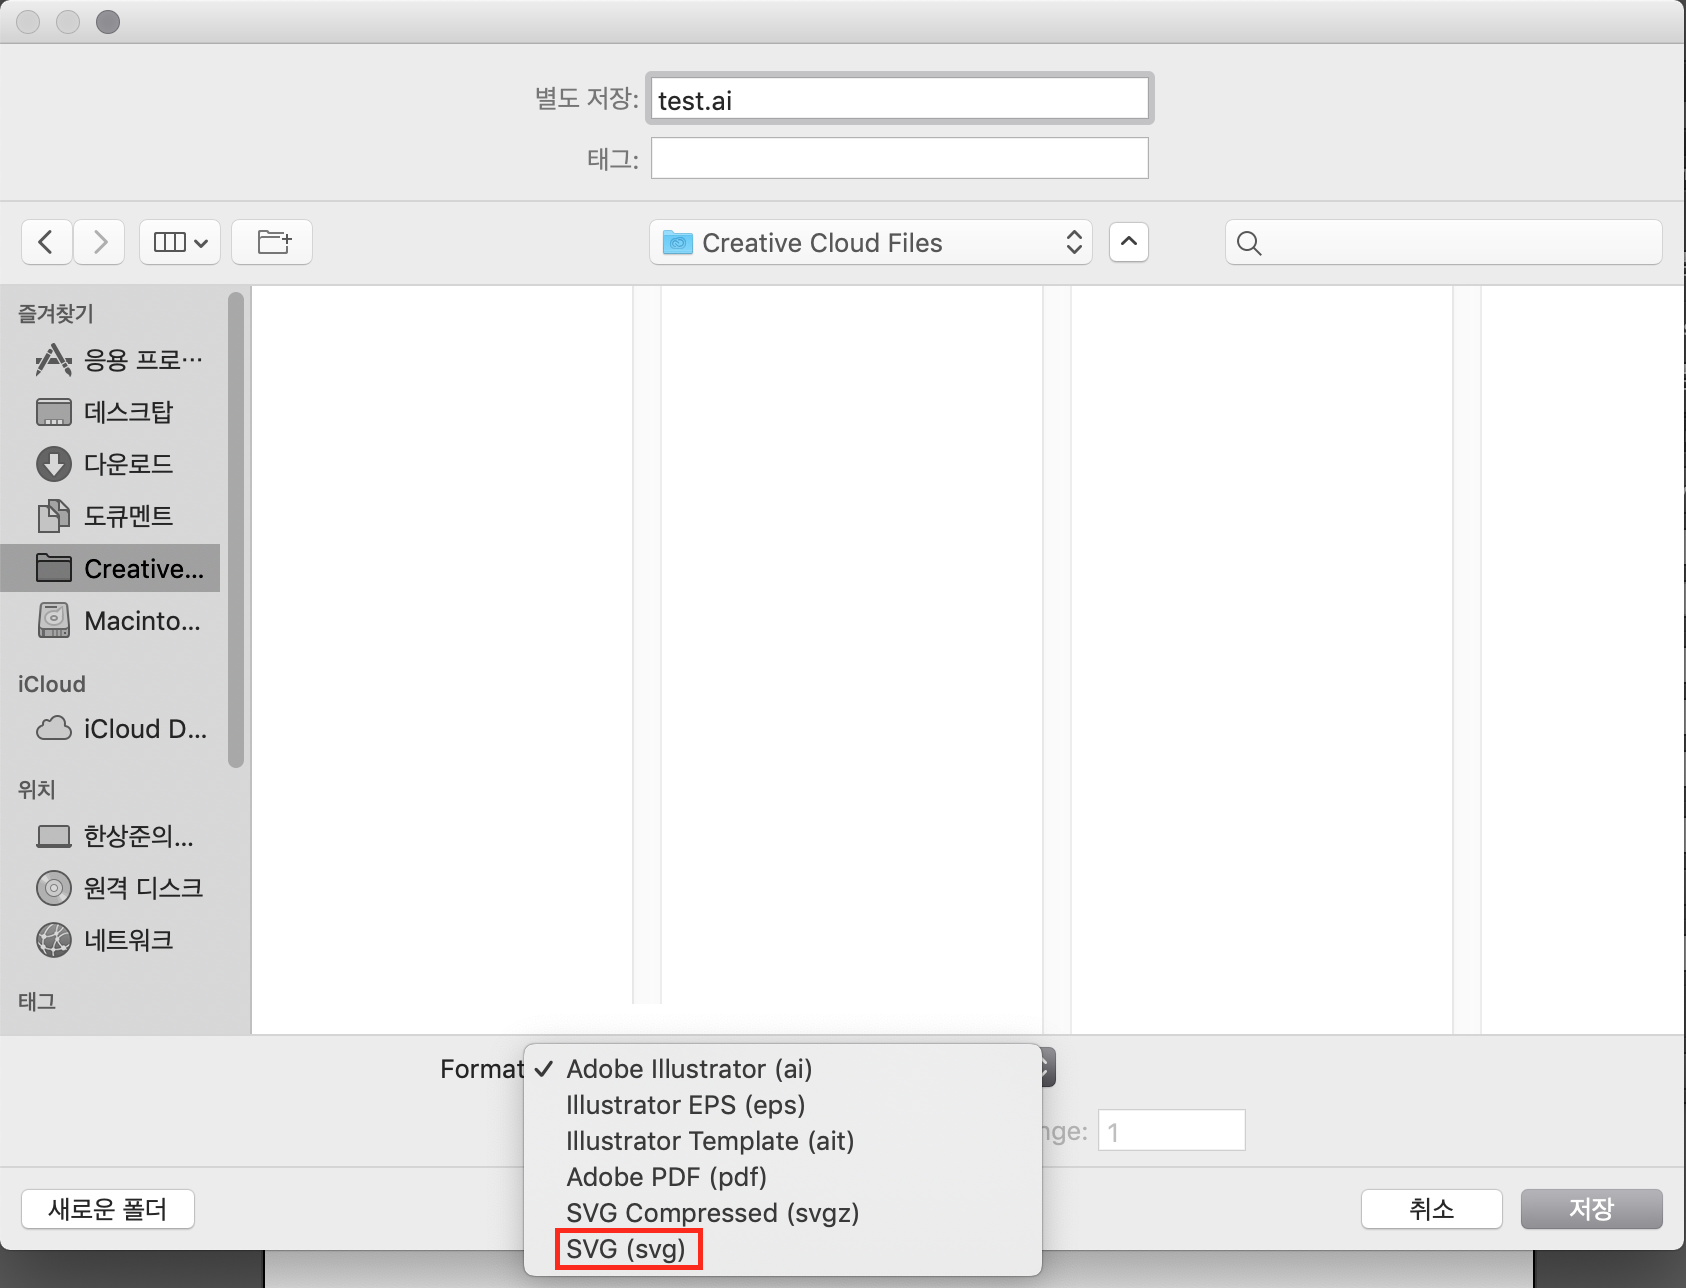 별도 저장: test.ai
태그:
Creative Cloud Files
즐겨찾기
응용 프로…
데스크탑
다운로드
도큐멘트
Creative...
Macinto...
iCloud
iCloud D...
위치
한상준의...
원격 디스크
네트워크
태그
Format
✓ Adobe Illustrator (ai)
Illustrator EPS (eps)
Illustrator Template (ait)
Adobe PDF (pdf)
SVG Compressed (svgz)
SVG (svg)
nge: 1
새로운 폴더
취소
저장